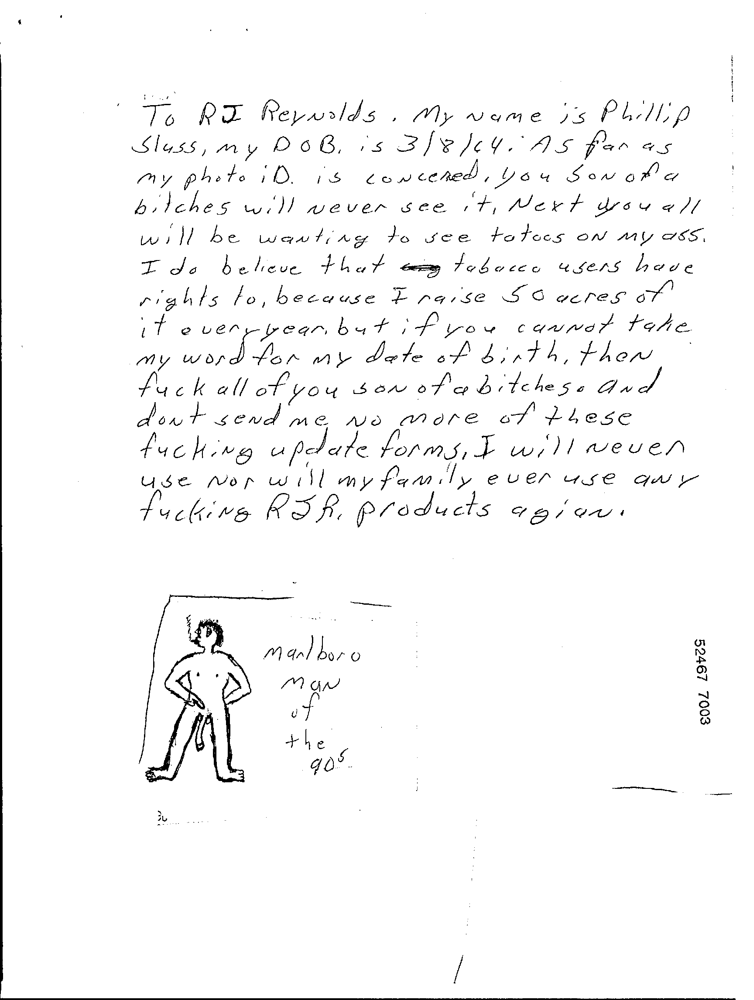 To RJ Reynolds. My name is Phillip
Sluss, my DOB. is 3/8/64. As far as
my photo iD. is concened, you son of a
bitches will never see it, Next you all
will be wanting to see tatoos on my ass.
I do believe that tobacco users have
rights to, because I raise 50 acres of
it every year, but if you cannot take
my word for my date of birth, then
fuck all of you son of a bitches. and
dont send me no more of these
fucking update forms, I will never
use nor will my family ever use any
fucking RJR. products agian.
Marlboro
Man
of
the
90s
52467 7003